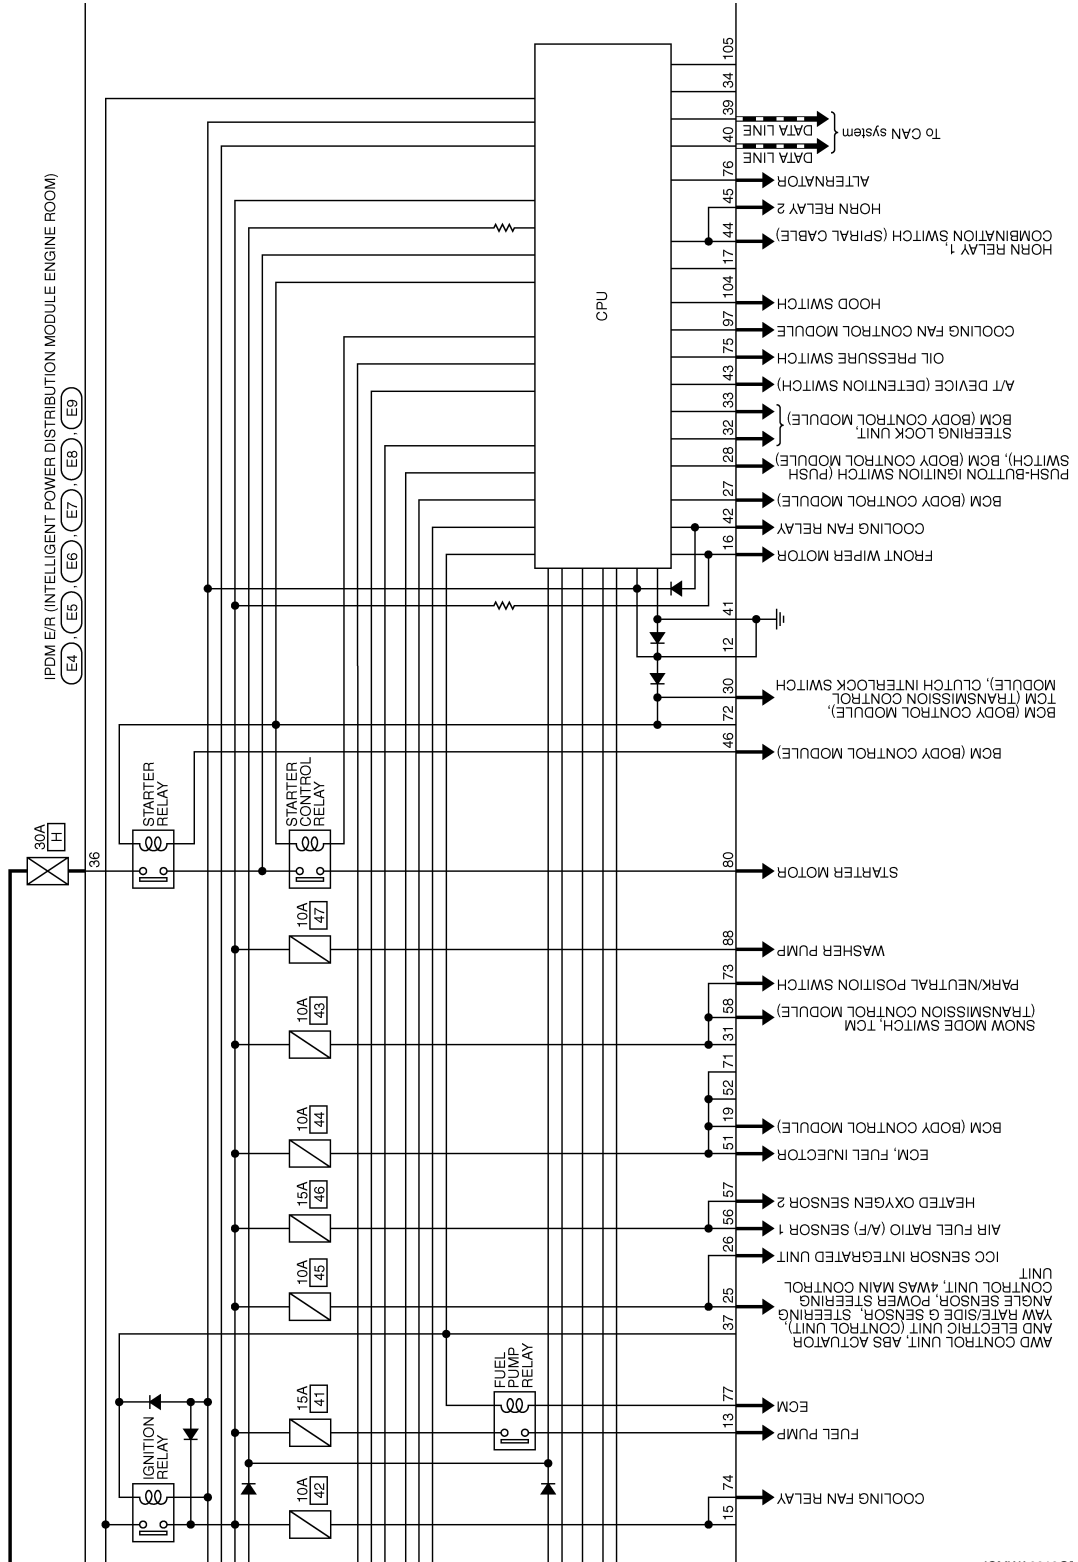 IPDM E/R (INTELLIGENT POWER DISTRIBUTION MODULE ENGINE ROOM)
E4 , E5 , E6 , E7 , E8 , E9
CPU
105
34
39
DATA LINE
40
DATA LINE
To CAN system
76
ALTERNATOR
45
HORN RELAY 2
44
HORN RELAY 1,
COMBINATION SWITCH (SPIRAL CABLE)
17
104
HOOD SWITCH
97
COOLING FAN CONTROL MODULE
75
OIL PRESSURE SWITCH
43
A/T DEVICE (DETENTION SWITCH)
33
32
STEERING LOCK UNIT,
BCM (BODY CONTROL MODULE)
28
PUSH-BUTTON IGNITION SWITCH (PUSH
SWITCH), BCM (BODY CONTROL MODULE)
27
BCM (BODY CONTROL MODULE)
42
COOLING FAN RELAY
16
FRONT WIPER MOTOR
41
12
30
BCM (BODY CONTROL MODULE),
TCM (TRANSMISSION CONTROL
MODULE), CLUTCH INTERLOCK SWITCH
72
46
BCM (BODY CONTROL MODULE)
30A
H
36
STARTER
RELAY
STARTER
CONTROL
RELAY
80
STARTER MOTOR
10A
47
88
WASHER PUMP
73
PARK/NEUTRAL POSITION SWITCH
10A
43
58
SNOW MODE SWITCH, TCM
(TRANSMISSION CONTROL MODULE)
31
71
52
10A
44
19
BCM (BODY CONTROL MODULE)
51
ECM, FUEL INJECTOR
15A
46
57
HEATED OXYGEN SENSOR 2
56
AIR FUEL RATIO (A/F) SENSOR 1
26
ICC SENSOR INTEGRATED UNIT
10A
45
25
AWD CONTROL UNIT, ABS ACTUATOR
AND ELECTRIC UNIT (CONTROL UNIT),
YAW RATE/SIDE G SENSOR, STEERING
ANGLE SENSOR, POWER STEERING
CONTROL UNIT, 4WAS MAIN CONTROL
UNIT
37
FUEL
PUMP
RELAY
15A
41
77
ECM
13
FUEL PUMP
IGNITION
RELAY
10A
42
74
COOLING FAN RELAY
15